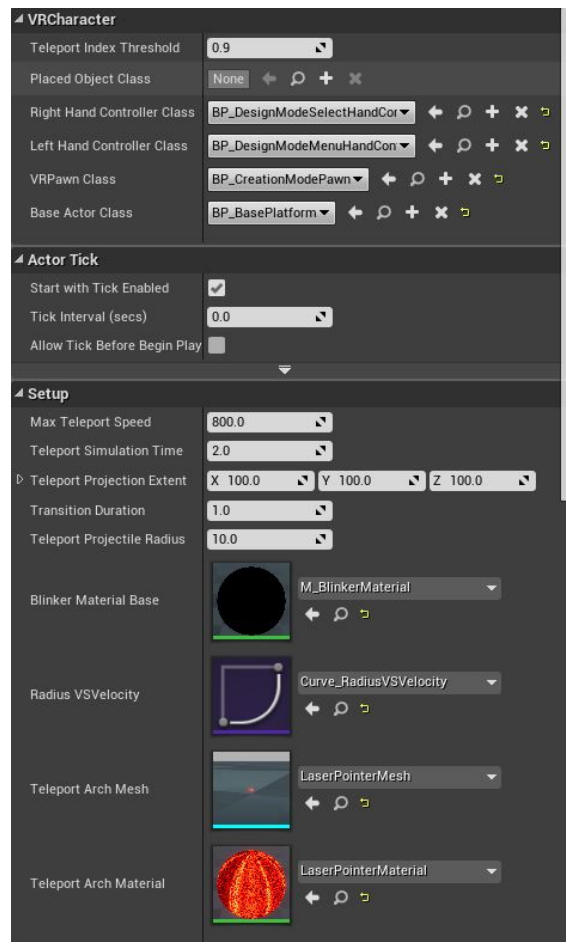 VRCharacter
Teleport Index Threshold 0.9
Placed Object Class None
Right Hand Controller Class BP_DesignModeSelectHandCor
Left Hand Controller Class BP_DesignModeMenuHandCon
VRPawn Class BP_CreationModePawn
Base Actor Class BP_BasePlatform
Actor Tick
Start with Tick Enabled
Tick Interval (secs) 0.0
Allow Tick Before Begin Play
Setup
Max Teleport Speed 800.0
Teleport Simulation Time 2.0
Teleport Projection Extent X 100.0 Y 100.0 Z 100.0
Transition Duration 1.0
Teleport Projectile Radius 10.0
M_BlinkerMaterial
Blinker Material Base
Curve_RadiusVSVelocity
Radius VSVelocity
LaserPointerMesh
Teleport Arch Mesh
LaserPointerMaterial
Teleport Arch Material